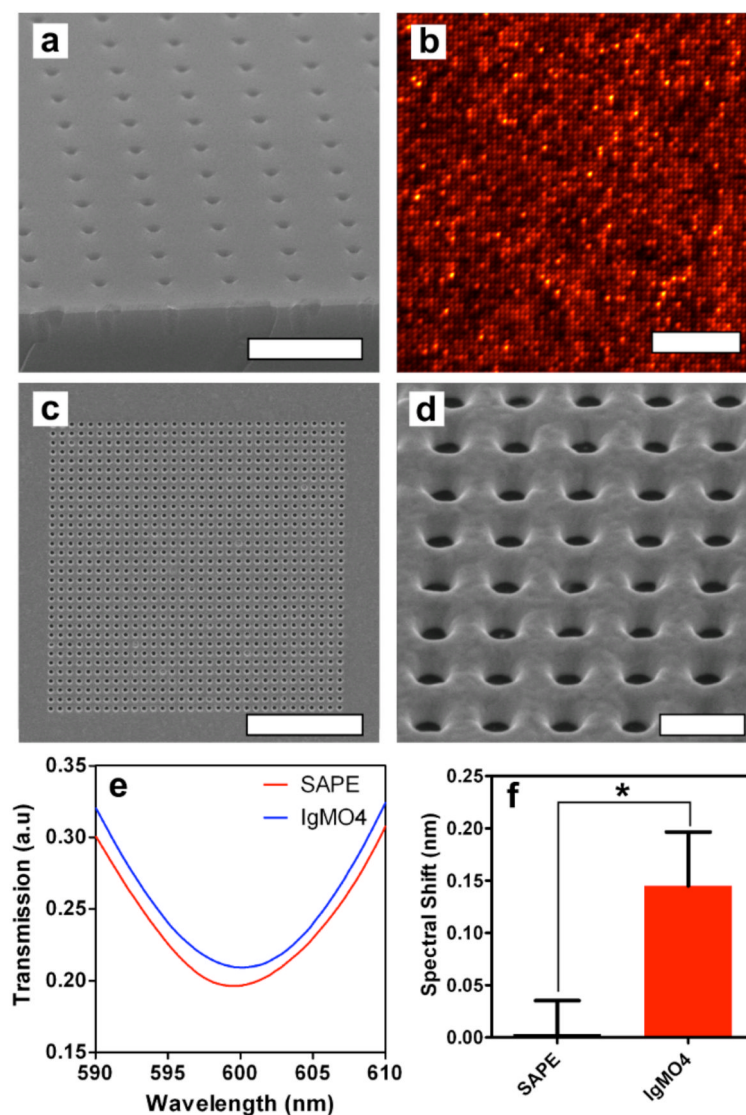 a
b
c
d
e
SAPE
IgMO4
0.35
0.30
0.25
0.20
0.15
Transmission (a.u)
590
595
600
605
610
Wavelength (nm)
f
*
0.25
0.20
0.15
0.10
0.05
0.00
Spectral Shift (nm)
SAPE
IgMO4